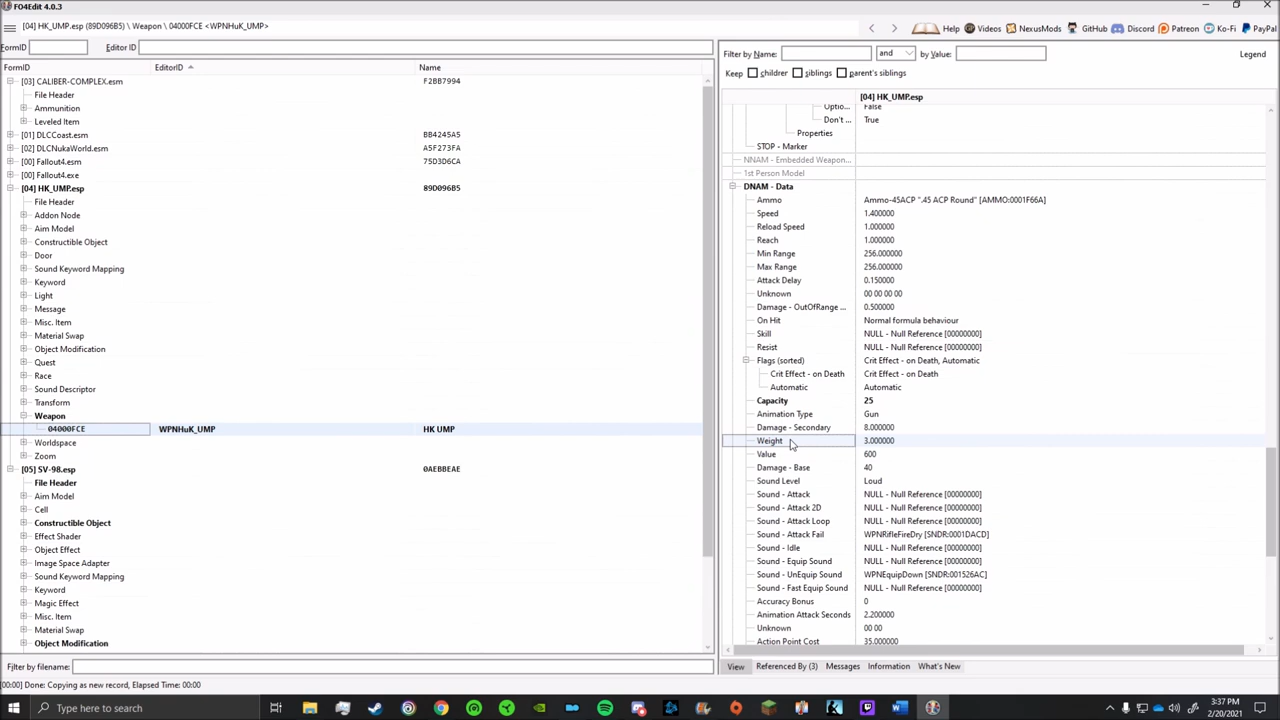 FO4Edit 4.0.3
[04] HK_UMP.esp (89D096B5) \ Weapon \ 04000FCE <WPNHuK_UMP>
Help Videos NexusMods GitHub Discord Patreon Ko-Fi PayPal
FormID Editor ID
Filter by Name: and by Value: Legend
Keep children siblings parent's siblings
FormID EditorID Name
[03] CALIBER-COMPLEX.esm F2BB7994
File Header
Ammunition
Leveled Item
[01] DLCCoast.esm BB4245A5
[02] DLCNukaWorld.esm A5F273FA
[00] Fallout4.esm 75D3D6CA
[00] Fallout4.exe
[04] HK_UMP.esp 89D096B5
File Header
Addon Node
Aim Model
Constructible Object
Door
Sound Keyword Mapping
Keyword
Light
Message
Misc. Item
Material Swap
Object Modification
Quest
Race
Sound Descriptor
Transform
Weapon
04000FCE WPNHuK_UMP HK UMP
Worldspace
Zoom
[05] SV-98.esp 0AEBBEAE
File Header
Aim Model
Cell
Constructible Object
Effect Shader
Object Effect
Image Space Adapter
Sound Keyword Mapping
Keyword
Magic Effect
Misc. Item
Material Swap
Object Modification
Filter by filename:
[04] HK_UMP.esp
Optio... False
Don't ... True
Properties
STOP - Marker
NNAM - Embedded Weapon...
1st Person Model
DNAM - Data
Ammo Ammo-45ACP ".45 ACP Round" [AMMO:0001F66A]
Speed 1.400000
Reload Speed 1.000000
Reach 1.000000
Min Range 256.000000
Max Range 256.000000
Attack Delay 0.150000
Unknown 00 00 00 00
Damage - OutOfRange ... 0.500000
On Hit Normal formula behaviour
Skill NULL - Null Reference [00000000]
Resist NULL - Null Reference [00000000]
Flags (sorted) Crit Effect - on Death, Automatic
Crit Effect - on Death Crit Effect - on Death
Automatic Automatic
Capacity 25
Animation Type Gun
Damage - Secondary 8.000000
Weight 3.000000
Value 600
Damage - Base 40
Sound Level Loud
Sound - Attack NULL - Null Reference [00000000]
Sound - Attack 2D NULL - Null Reference [00000000]
Sound - Attack Loop NULL - Null Reference [00000000]
Sound - Attack Fail WPNRifleFireDry [SNDR:0001DACD]
Sound - Idle NULL - Null Reference [00000000]
Sound - Equip Sound NULL - Null Reference [00000000]
Sound - UnEquip Sound WPNEquipDown [SNDR:001526AC]
Sound - Fast Equip Sound NULL - Null Reference [00000000]
Accuracy Bonus 0
Animation Attack Seconds 2.200000
Unknown 00 00
Action Point Cost 35.000000
View Referenced By (3) Messages Information What's New
[00:00] Done: Copying as new record, Elapsed Time: 00:00
Type here to search
3:37 PM
2/20/2021